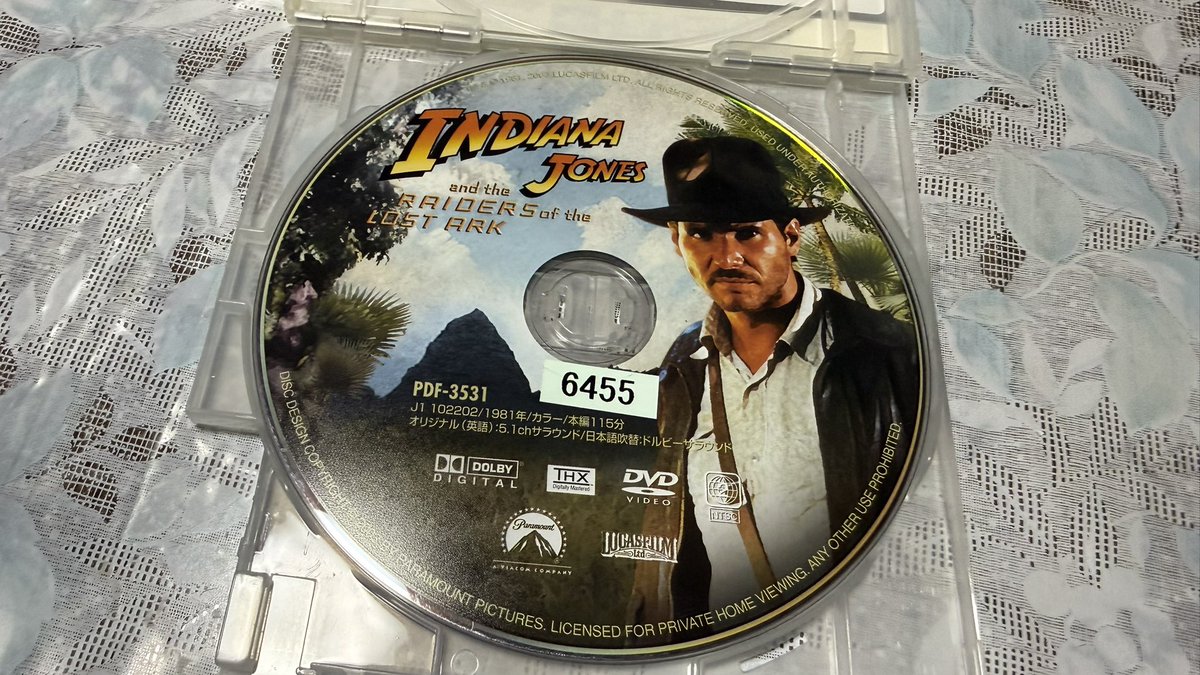 © 1981, 2003 LUCASFILM LTD. ALL RIGHTS RESERVED. USED UNDER AUT
INDIANA
JONES
and the
RAIDERS of the
LOST ARK
PDF-3531
6455
J1 102202/1981年/カラー/本編115分
オリジナル(英語):5.1chサラウンド/日本語吹替:ドルビーサラウンド
DOLBY
DIGITAL
THX
Digitally Mastered
DVD
VIDEO
NTSC
Paramount
A VIACOM COMPANY
LUCASFILM
Ltd
DISC DESIGN COPYRIGHT
PARAMOUNT PICTURES. LICENSED FOR PRIVATE HOME VIEWING. ANY OTHER USE PROHIBITED.